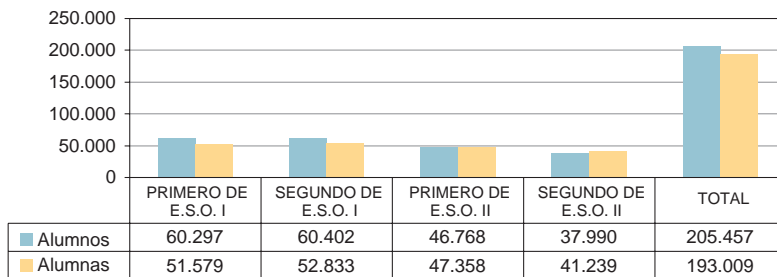 250.000
200.000
150.000
100.000
50.000
0
PRIMERO DE E.S.O. I
SEGUNDO DE E.S.O. I
PRIMERO DE E.S.O. II
SEGUNDO DE E.S.O. II
TOTAL
Alumnos 60.297 60.402 46.768 37.990 205.457
Alumnas 51.579 52.833 47.358 41.239 193.009